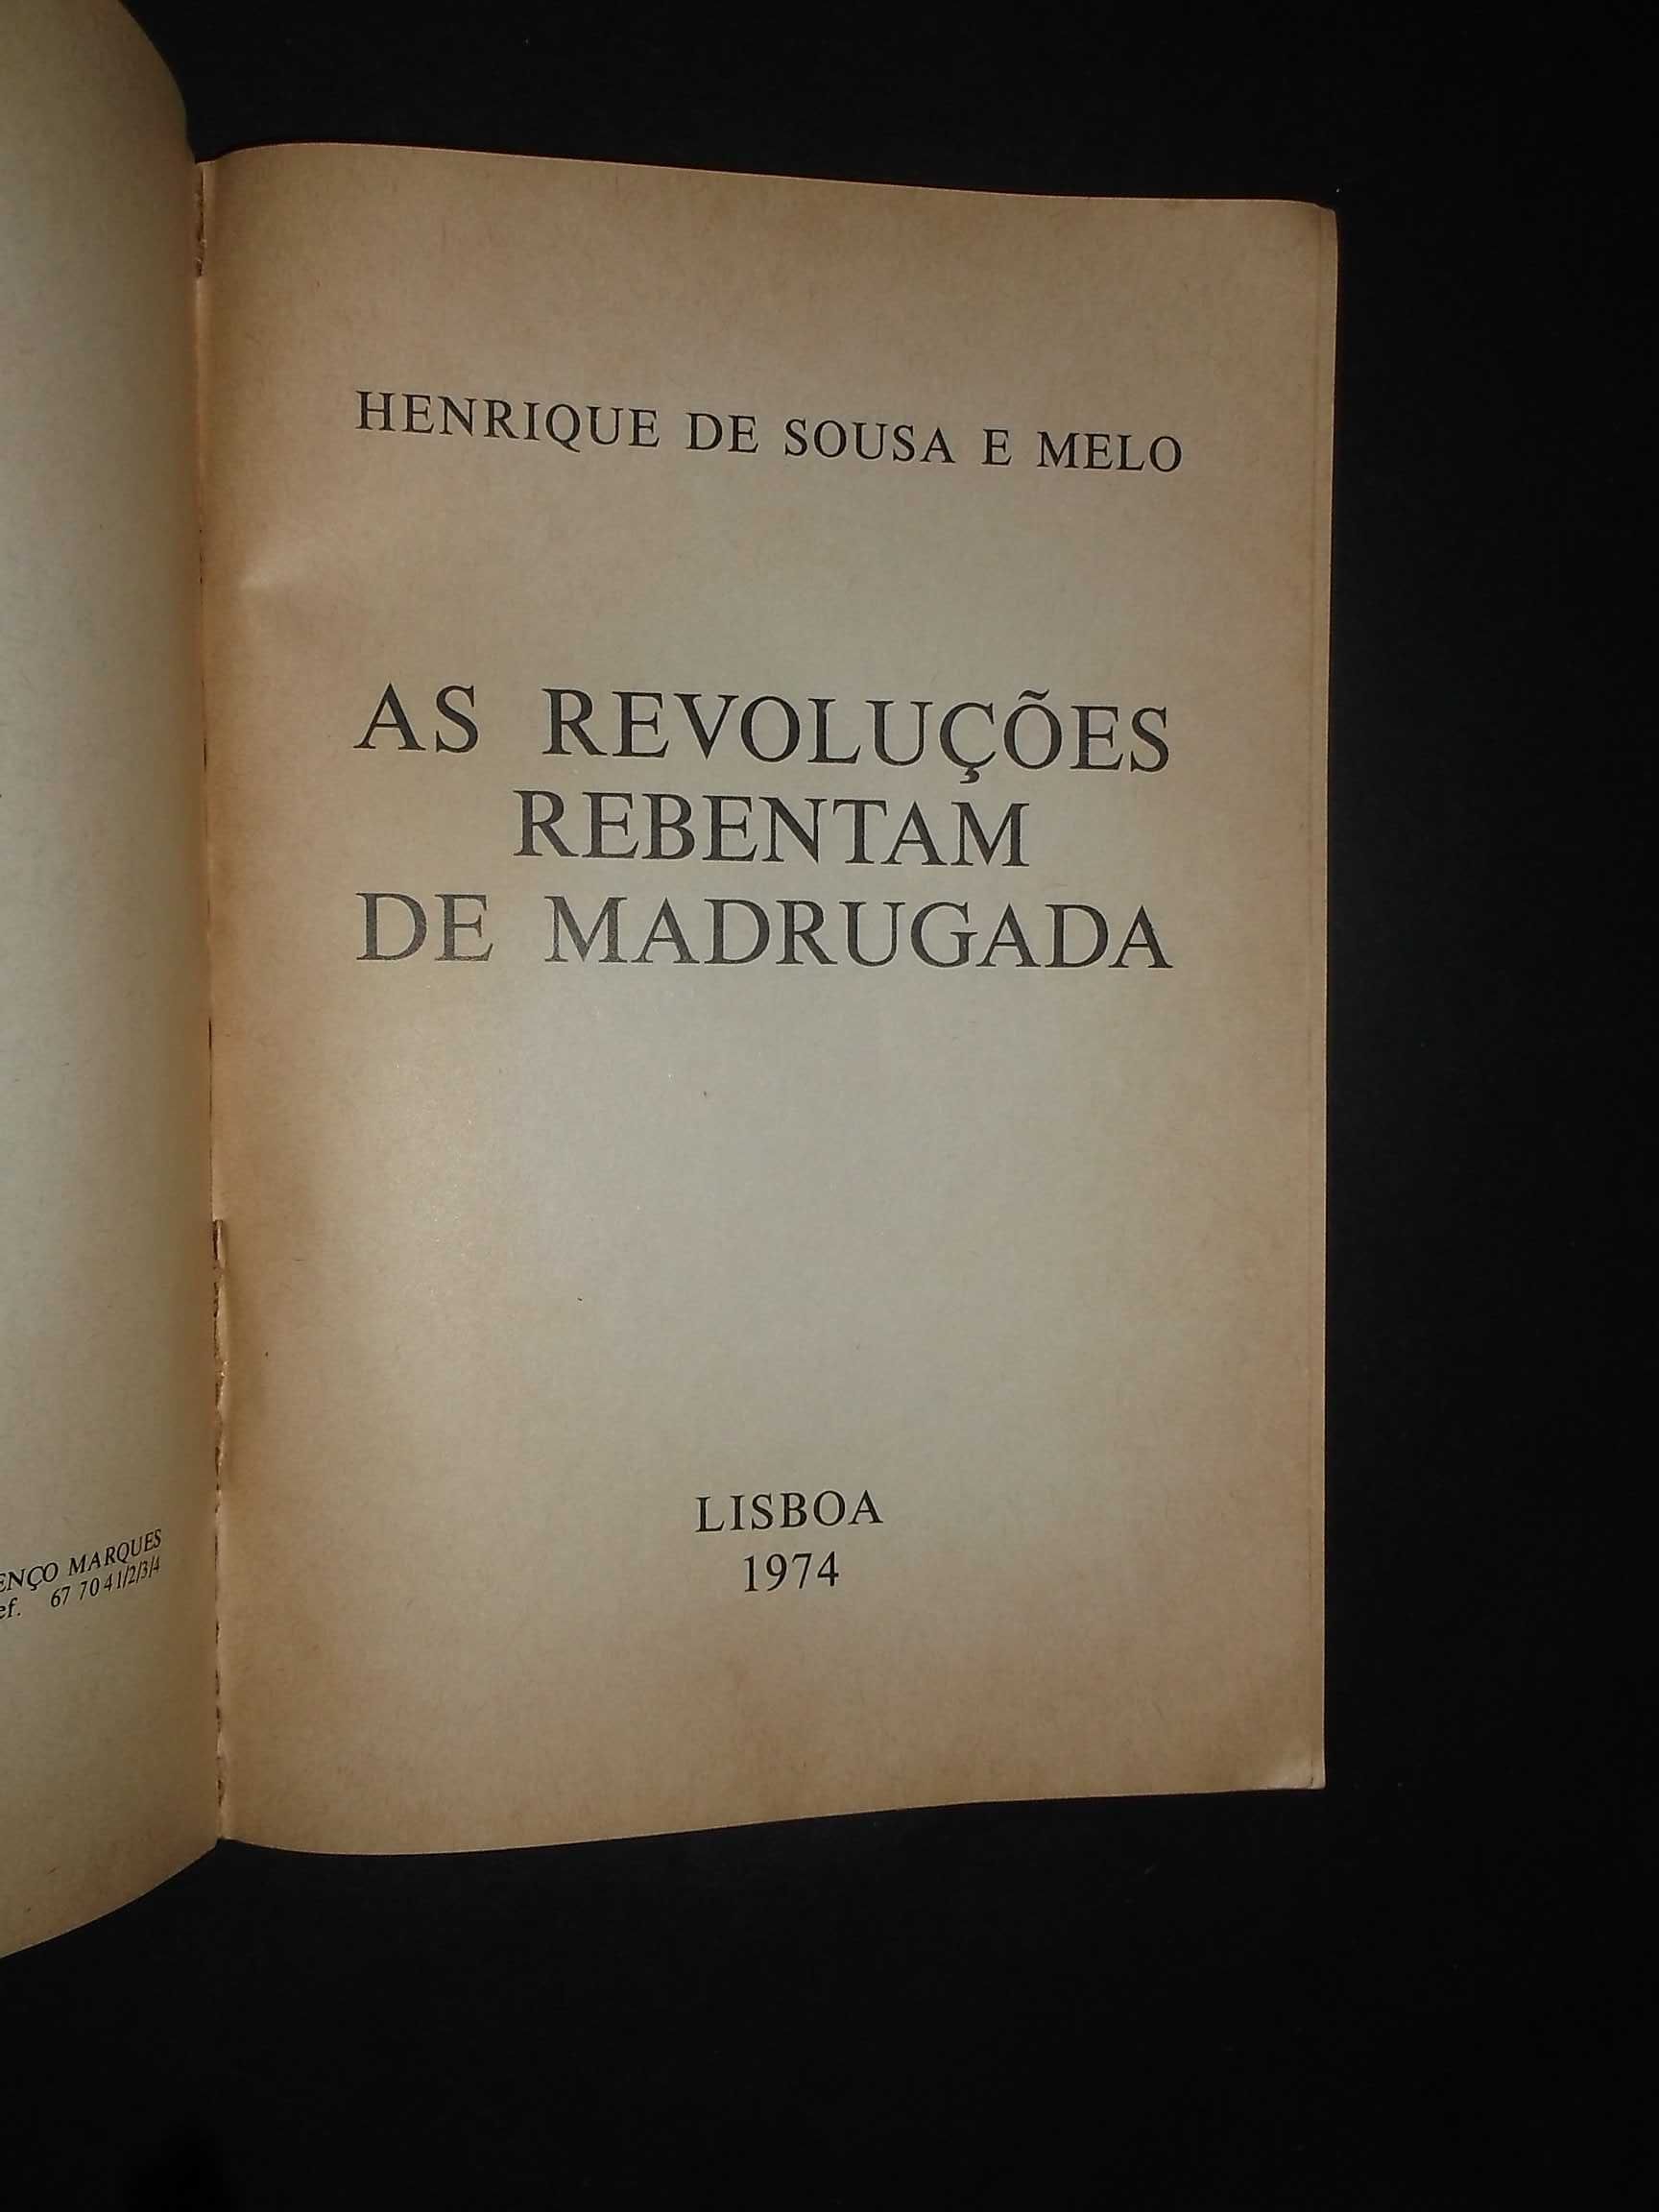 HENRIQUE DE SOUSA E MELO
AS REVOLUÇÕES
REBENTAM
DE MADRUGADA
LISBOA
1974
ENÇO MARQUES
ef. 67 70 41/2/3/4